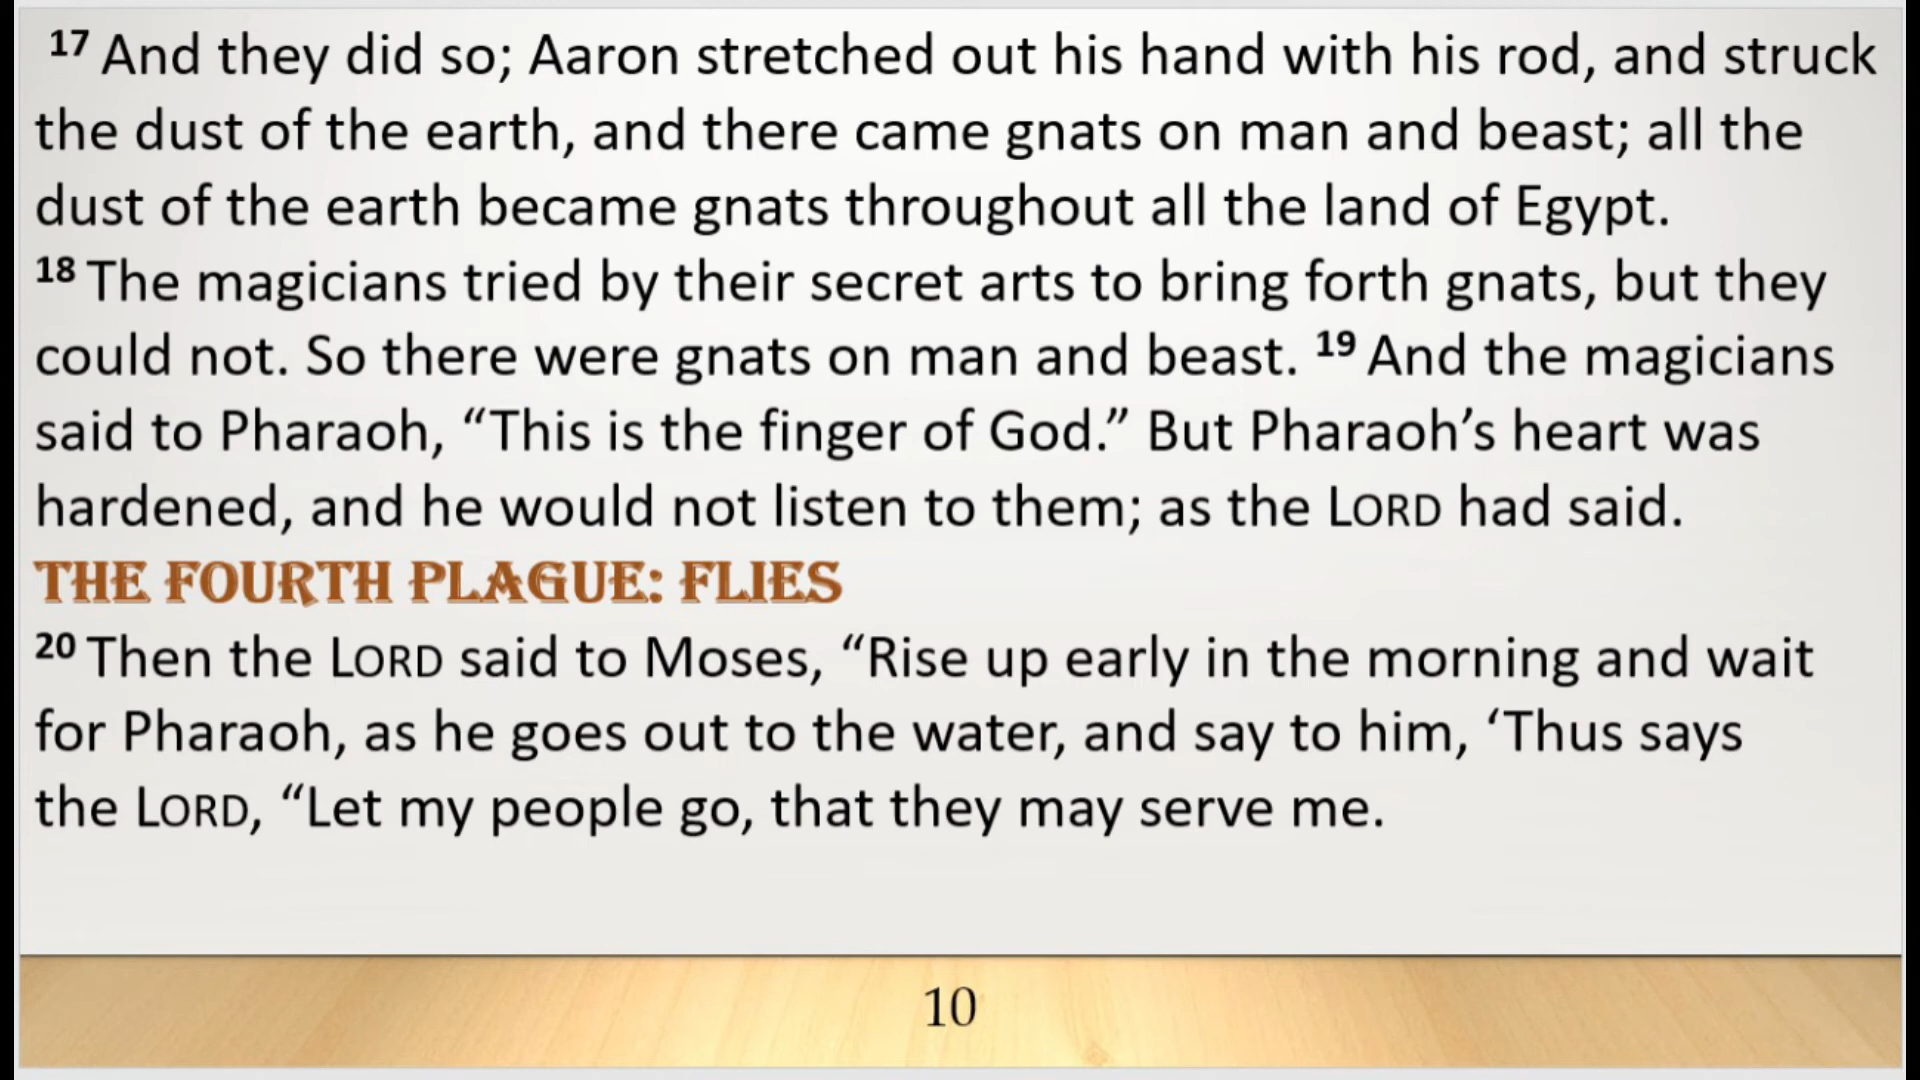 17 And they did so; Aaron stretched out his hand with his rod, and struck
the dust of the earth, and there came gnats on man and beast; all the
dust of the earth became gnats throughout all the land of Egypt.
18 The magicians tried by their secret arts to bring forth gnats, but they
could not. So there were gnats on man and beast. 19 And the magicians
said to Pharaoh, “This is the finger of God.” But Pharaoh’s heart was
hardened, and he would not listen to them; as the LORD had said.
THE FOURTH PLAGUE: FLIES
20 Then the LORD said to Moses, “Rise up early in the morning and wait
for Pharaoh, as he goes out to the water, and say to him, ‘Thus says
the LORD, “Let my people go, that they may serve me.
10